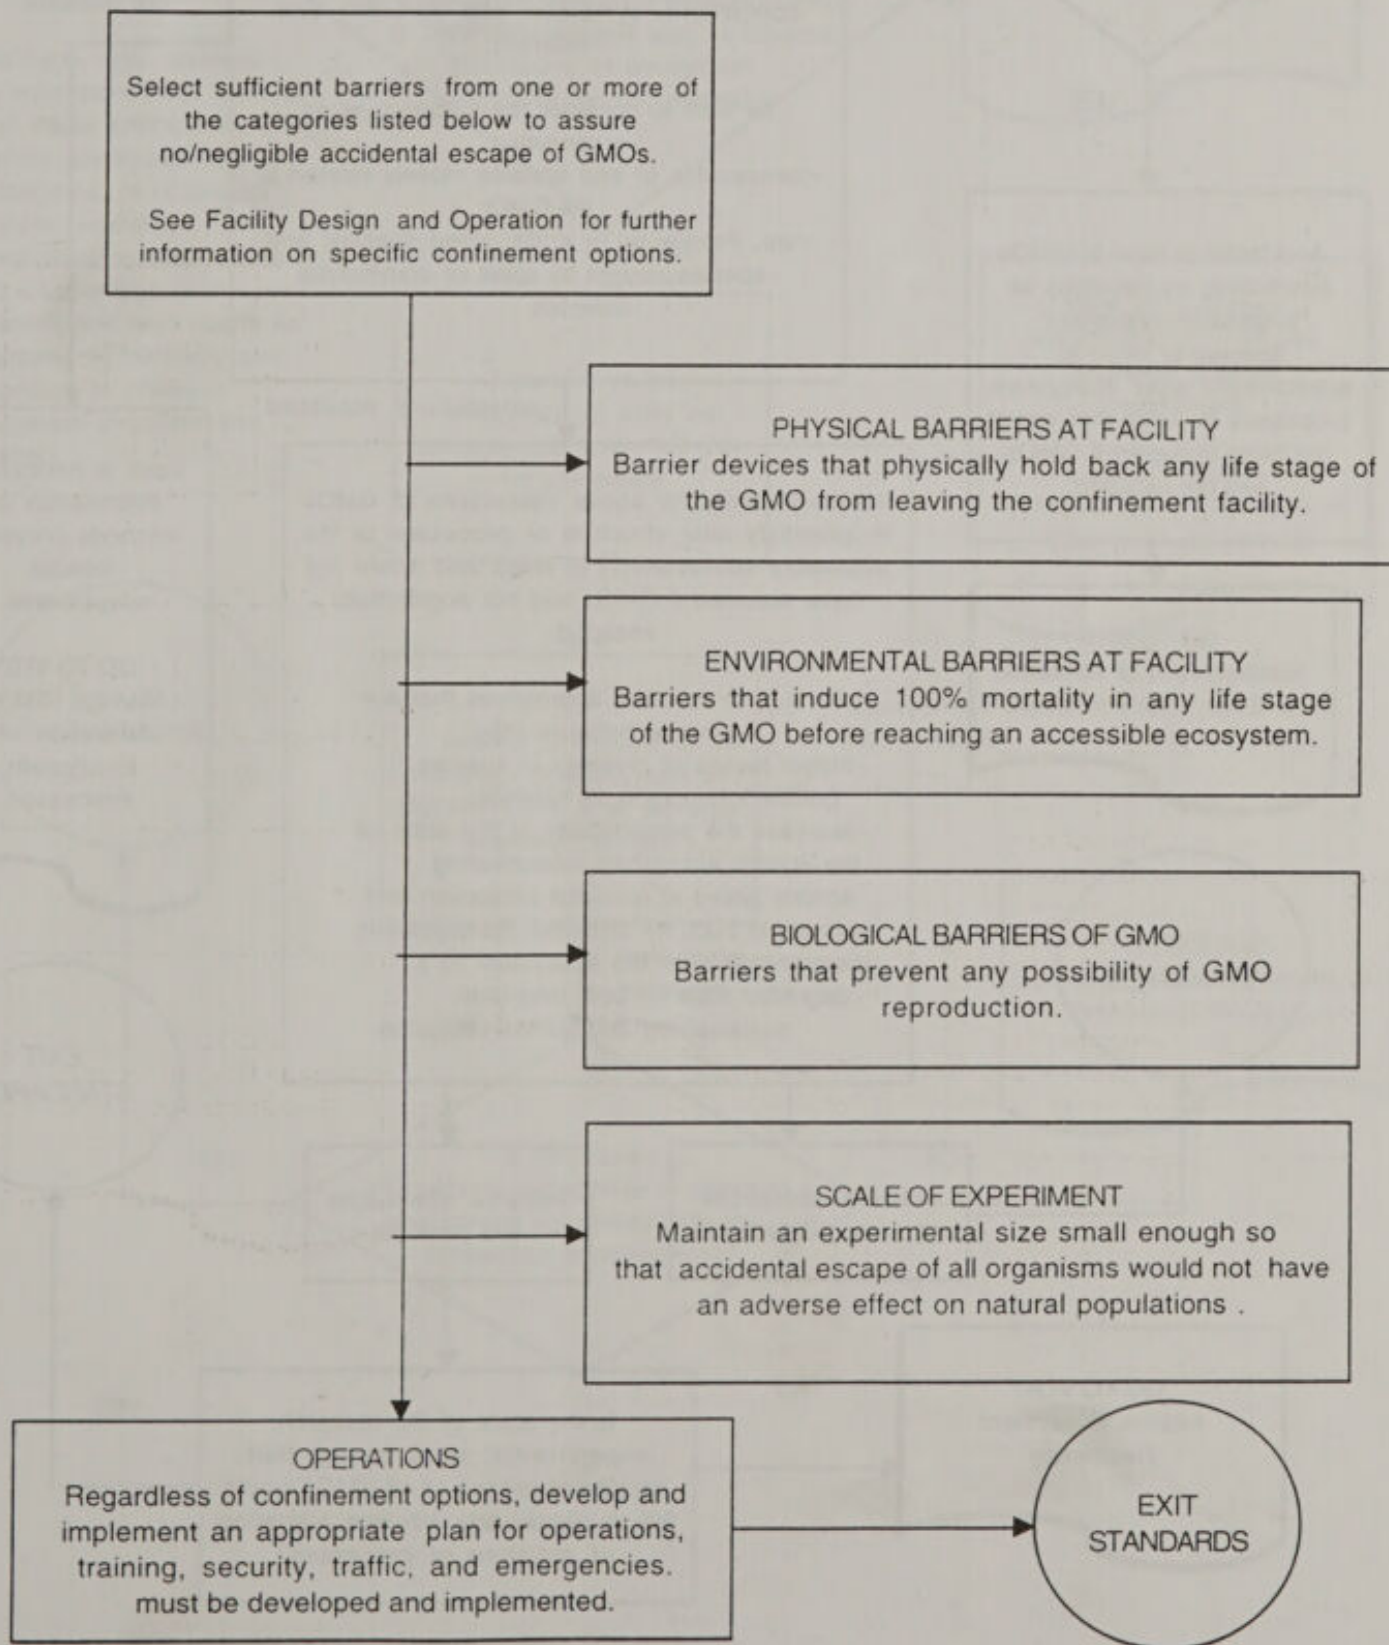 Select sufficient barriers from one or more of
the categories listed below to assure
no/negligible accidental escape of GMOs.
See Facility Design and Operation for further
information on specific confinement options.
PHYSICAL BARRIERS AT FACILITY
Barrier devices that physically hold back any life stage of
the GMO from leaving the confinement facility.
ENVIRONMENTAL BARRIERS AT FACILITY
Barriers that induce 100% mortality in any life stage
of the GMO before reaching an accessible ecosystem.
BIOLOGICAL BARRIERS OF GMO
Barriers that prevent any possibility of GMO
reproduction.
SCALE OF EXPERIMENT
Maintain an experimental size small enough so
that accidental escape of all organisms would not have
an adverse effect on natural populations .
OPERATIONS
Regardless of confinement options, develop and
implement an appropriate plan for operations,
training, security, traffic, and emergencies.
must be developed and implemented.
EXIT
STANDARDS